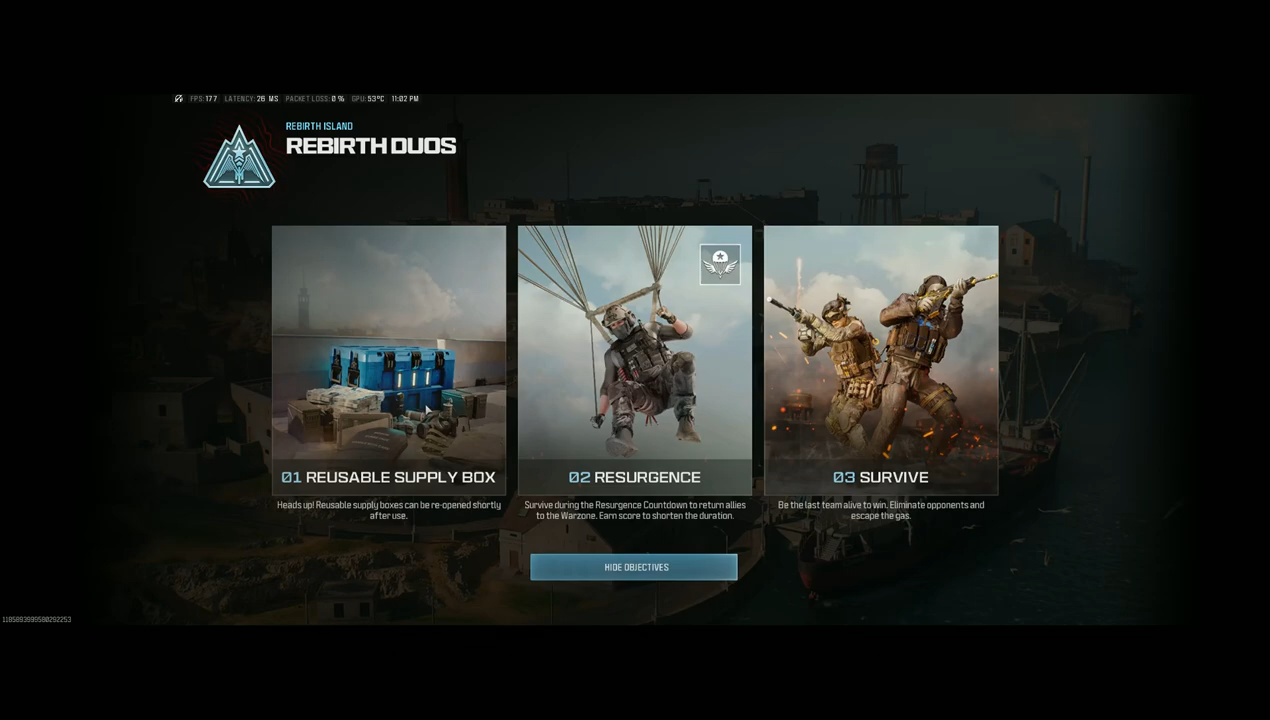 FPS: 177 LATENCY: 26 MS PACKET LOSS: 0 % GPU: 53°C 11:02 PM
REBIRTH ISLAND
REBIRTH DUOS
01 REUSABLE SUPPLY BOX
Heads up! Reusable supply boxes can be re-opened shortly
after use.
02 RESURGENCE
Survive during the Resurgence Countdown to return allies
to the Warzone. Earn score to shorten the duration.
03 SURVIVE
Be the last team alive to win. Eliminate opponents and
escape the gas.
HIDE OBJECTIVES